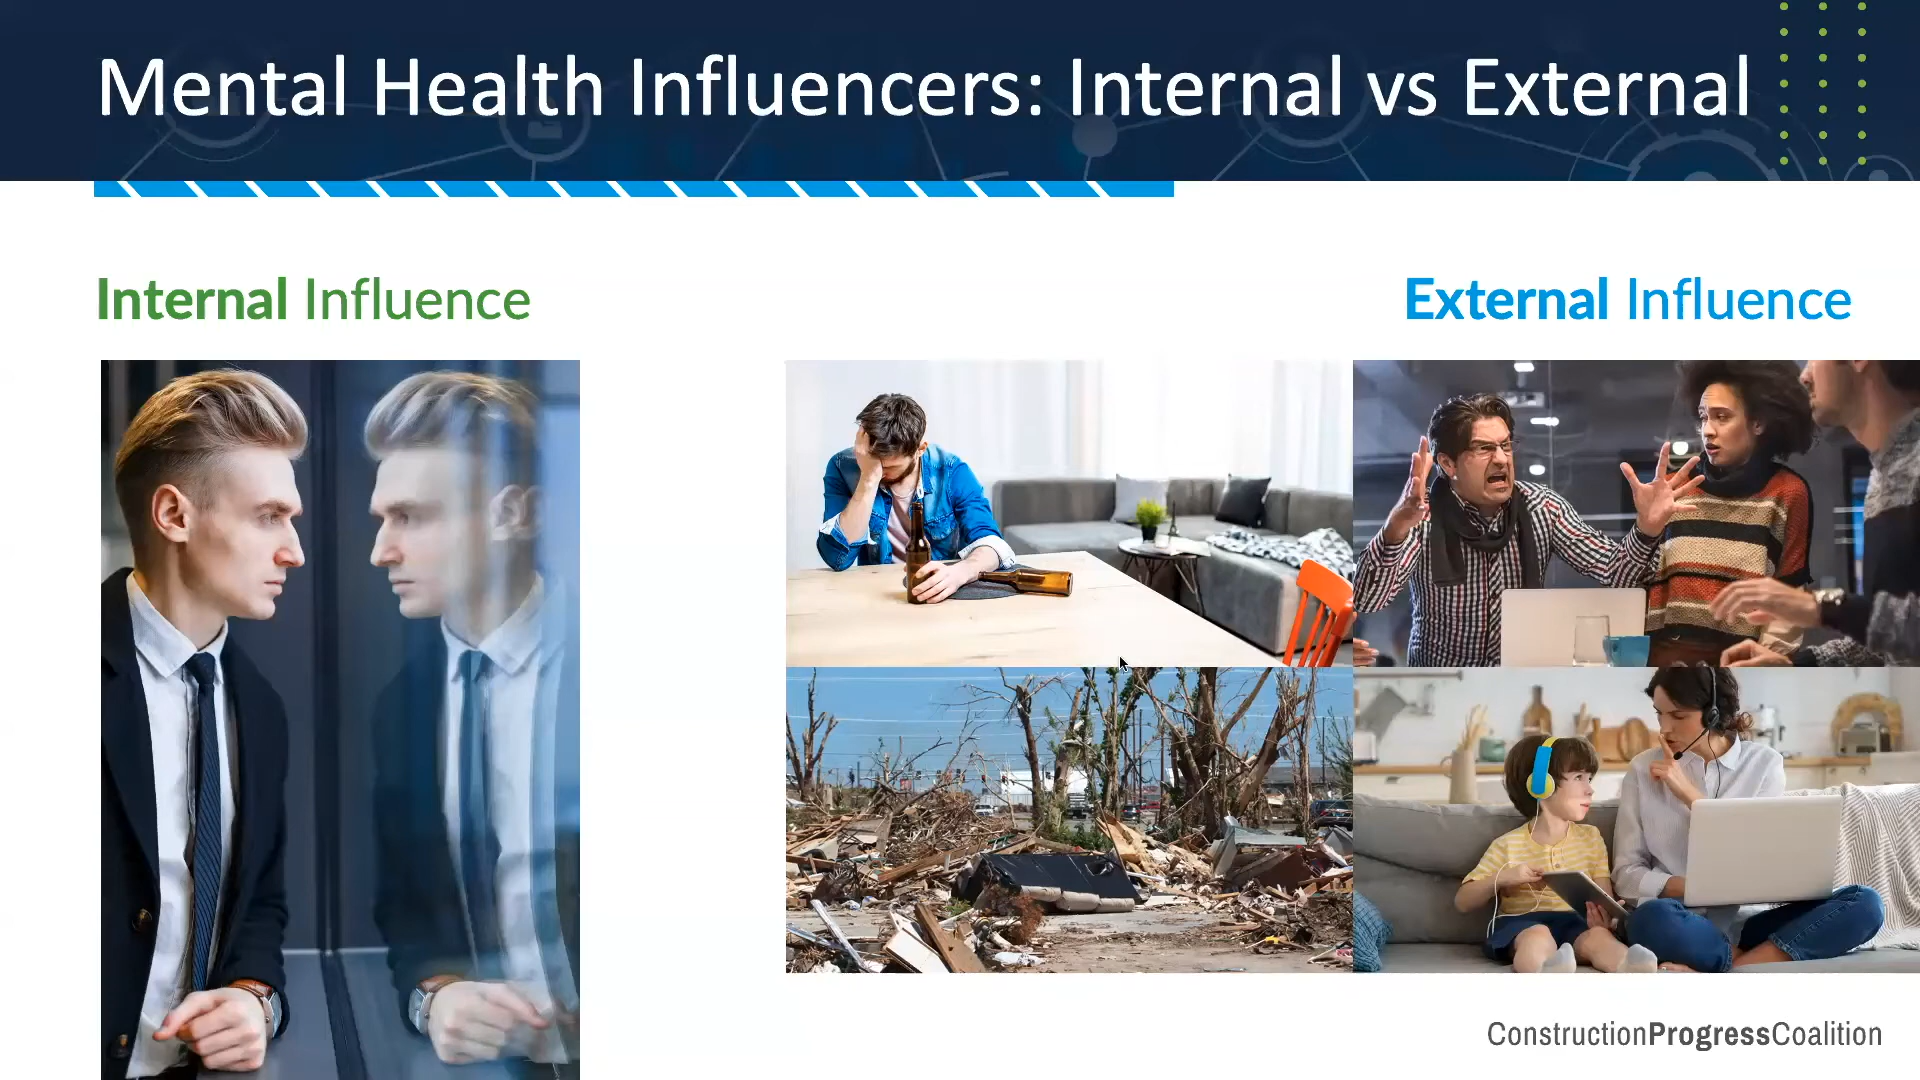 Mental Health Influencers: Internal vs External
Internal Influence
External Influence
ConstructionProgressCoalition